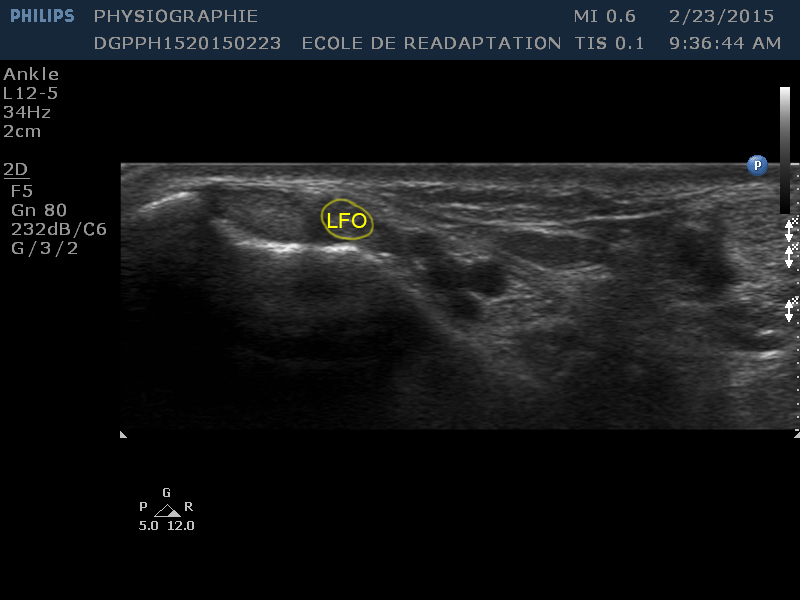 PHILIPS PHYSIOGRAPHIE MI 0.6 2/23/2015
DGPPH1520150223 ECOLE DE READAPTATION TIS 0.1 9:36:44 AM
Ankle
L12-5
34Hz
2cm
2D
F5
Gn 80
232dB/C6
G/3/2
P
LFO
G
P R
5.0 12.0